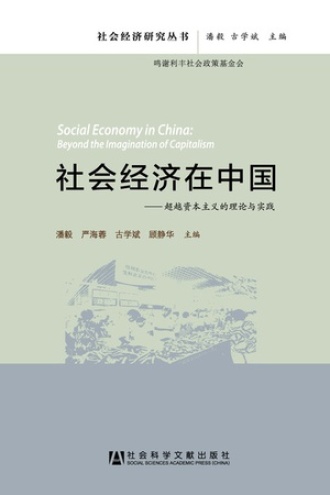 社会经济研究丛书 潘毅 古学斌 主编
鸣谢利丰社会政策基金会
Social Economy in China:
Beyond the Imagination of Capitalism
社会经济在中国
——超越资本主义的理论与实践
潘毅 严海蓉 古学斌 顾静华 主编
社会科学文献出版社
SOCIAL SCIENCES ACADEMIC PRESS (CHINA)